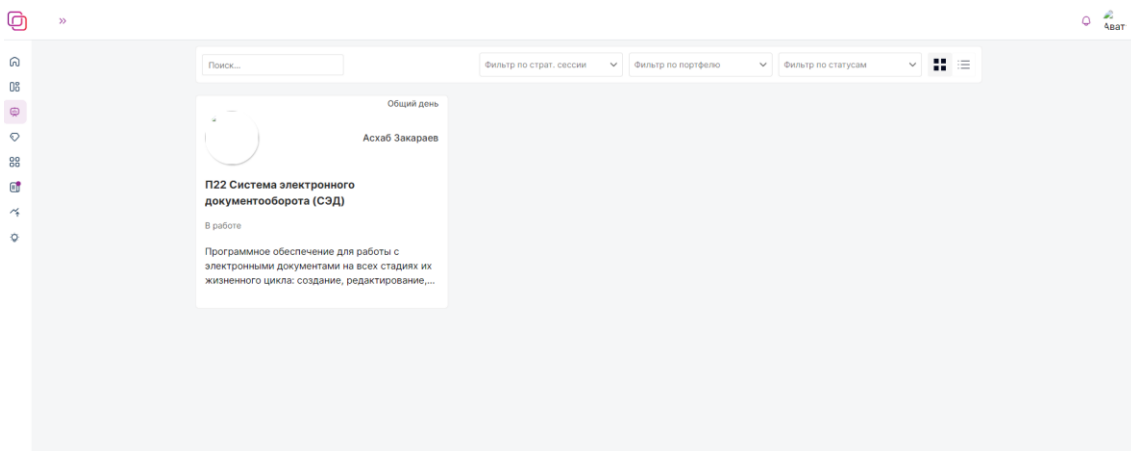 Ават
Поиск...
Фильтр по страт. сессии
Фильтр по портфелю
Фильтр по статусам
Общий день
Асхаб Закараев
П22 Система электронного
документооборота (СЭД)
В работе
Программное обеспечение для работы с
электронными документами на всех стадиях их
жизненного цикла: создание, редактирование,...